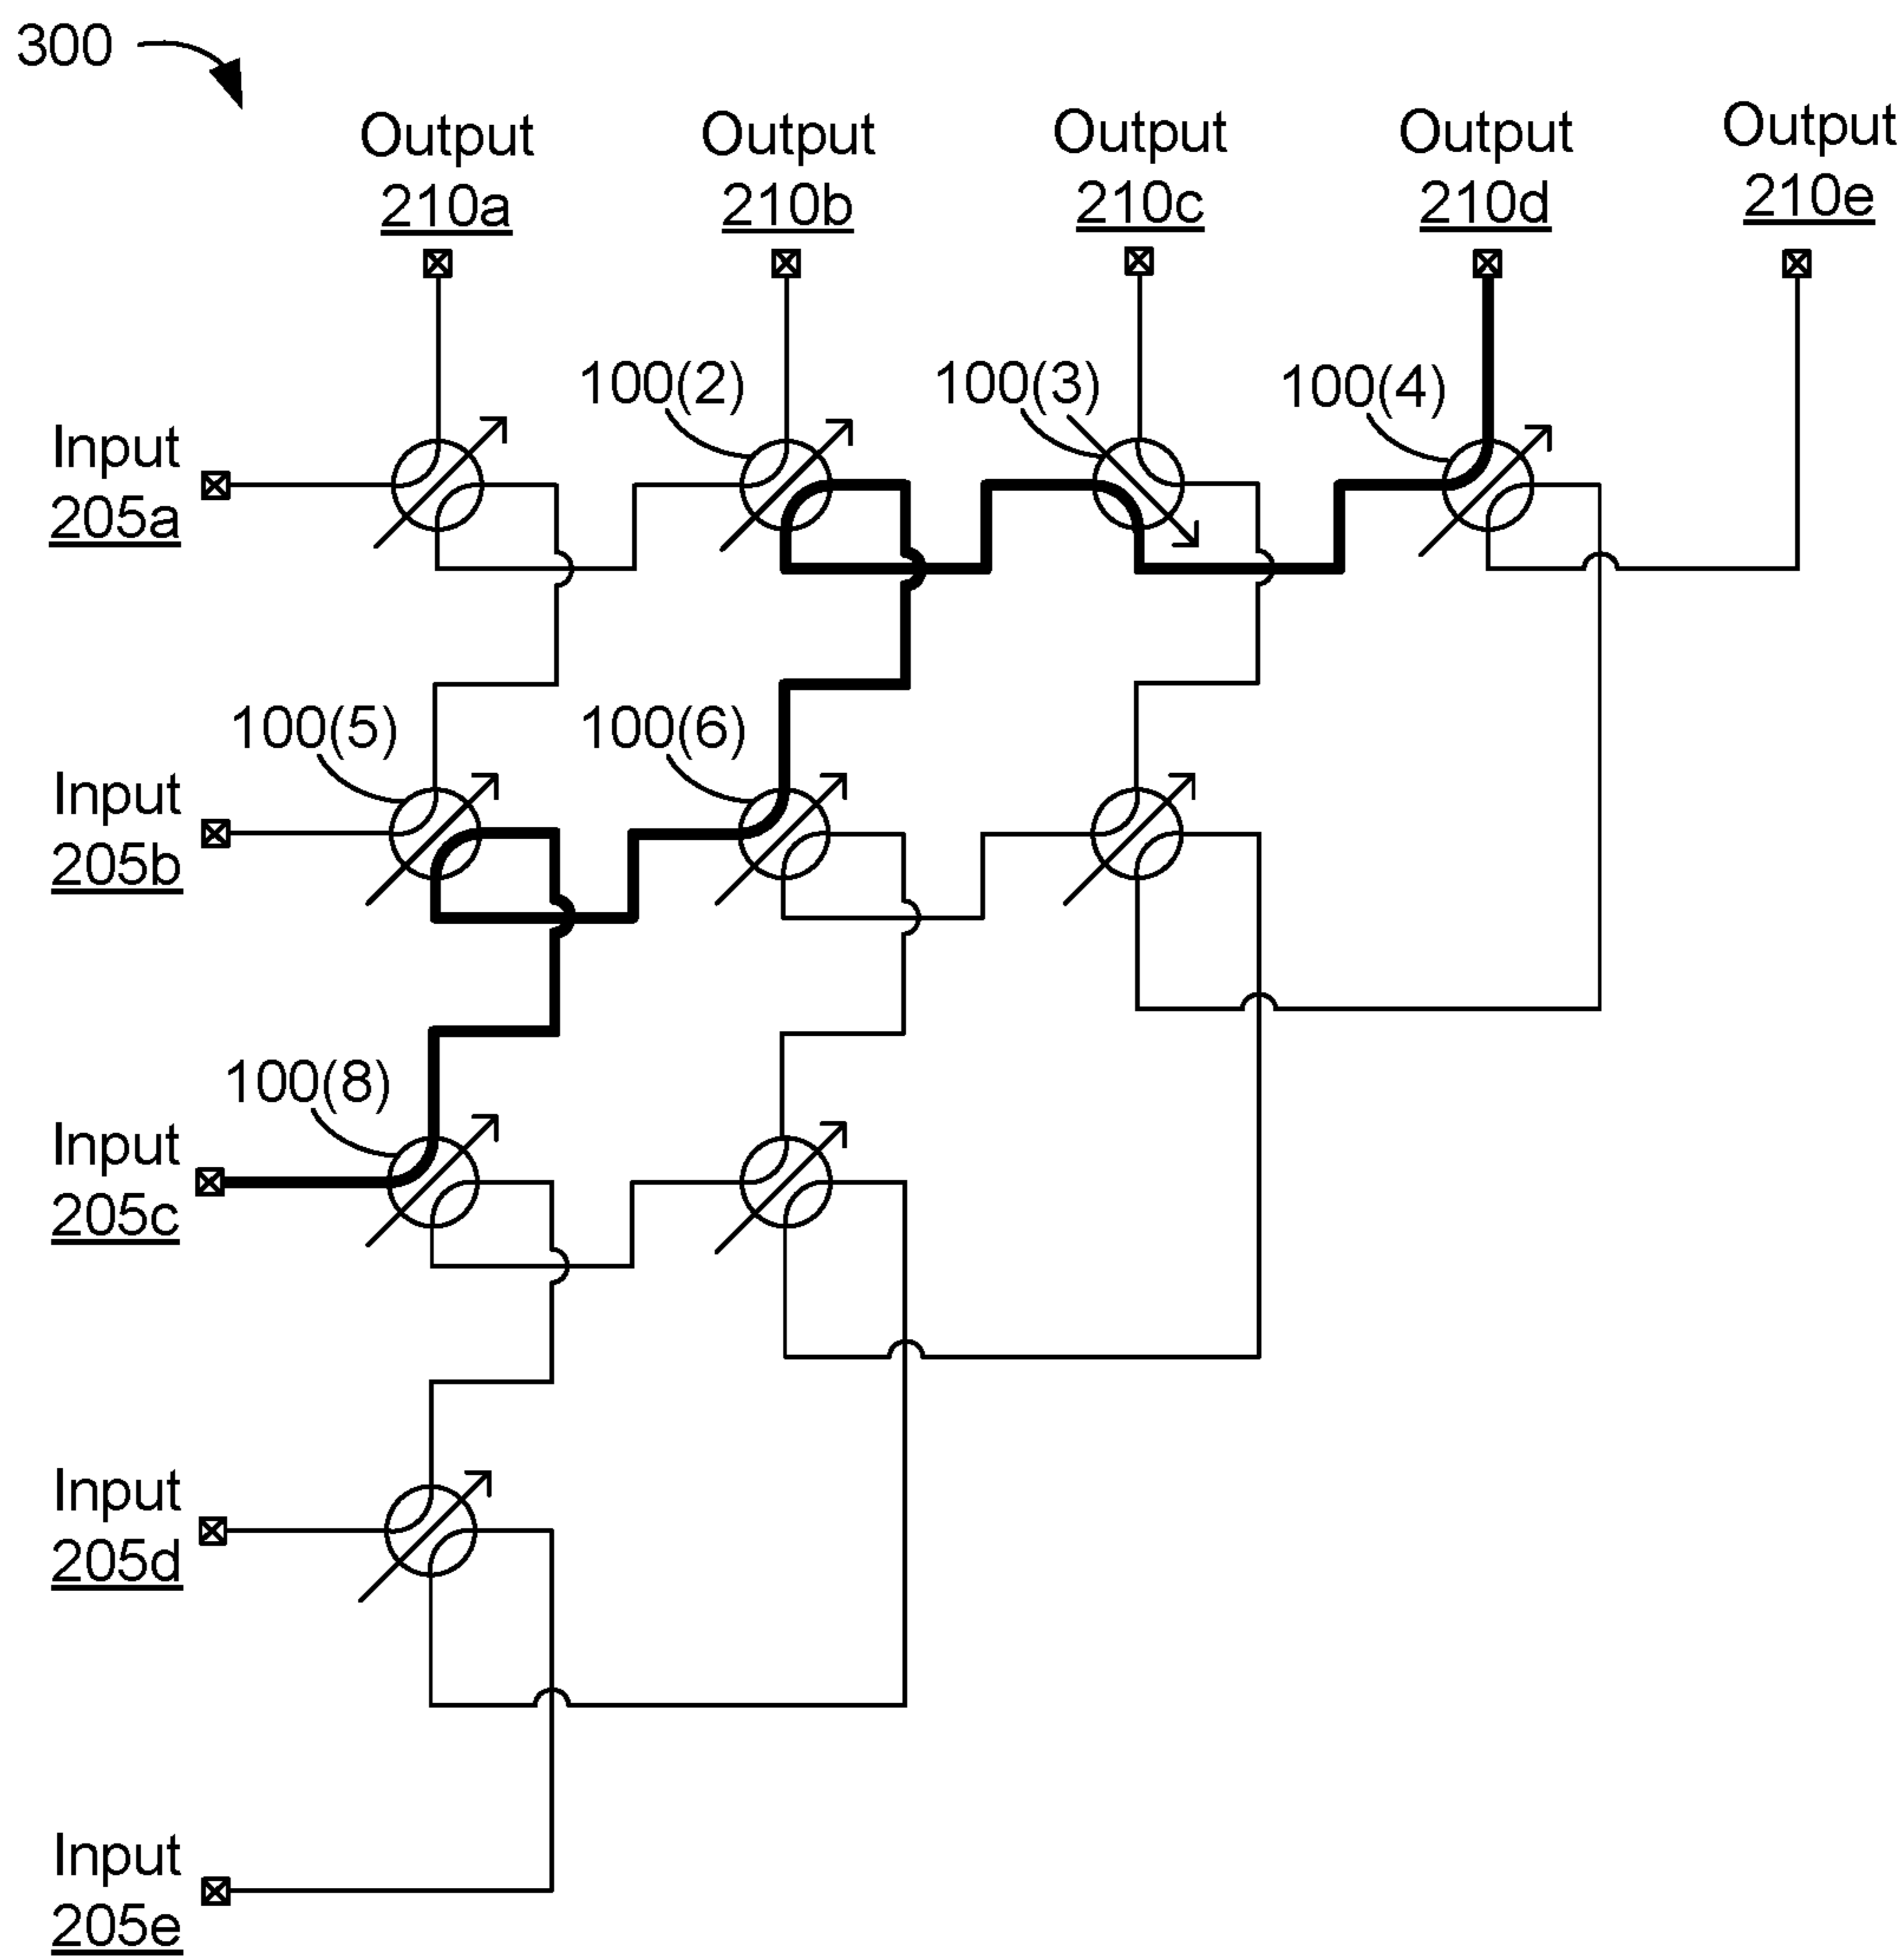 300
Output
210a
Output
210b
Output
210c
Output
210d
Output
210e
100(2)
100(3)
100(4)
Input
205a
100(5)
100(6)
Input
205b
100(8)
Input
205c
Input
205d
Input
205e